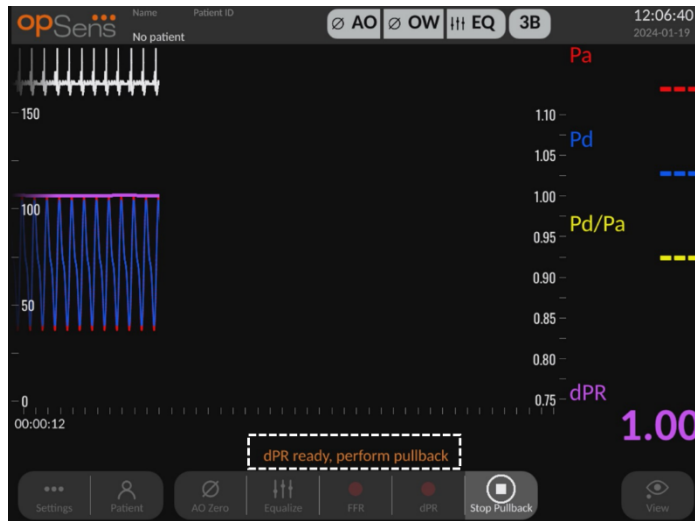 opSens
Name Patient ID
No patient
Ø AO Ø OW EQ 3B
12:06:40
2024-01-19
Pa
---
150
1.10
Pd
1.05
---
1.00
100
Pd/Pa
0.95
---
0.90
50
0.85
0.80
0
0.75
dPR
00:00:12
1.00
dPR ready, perform pullback
Settings Patient AO Zero Equalize FFR dPR Stop Pullback View